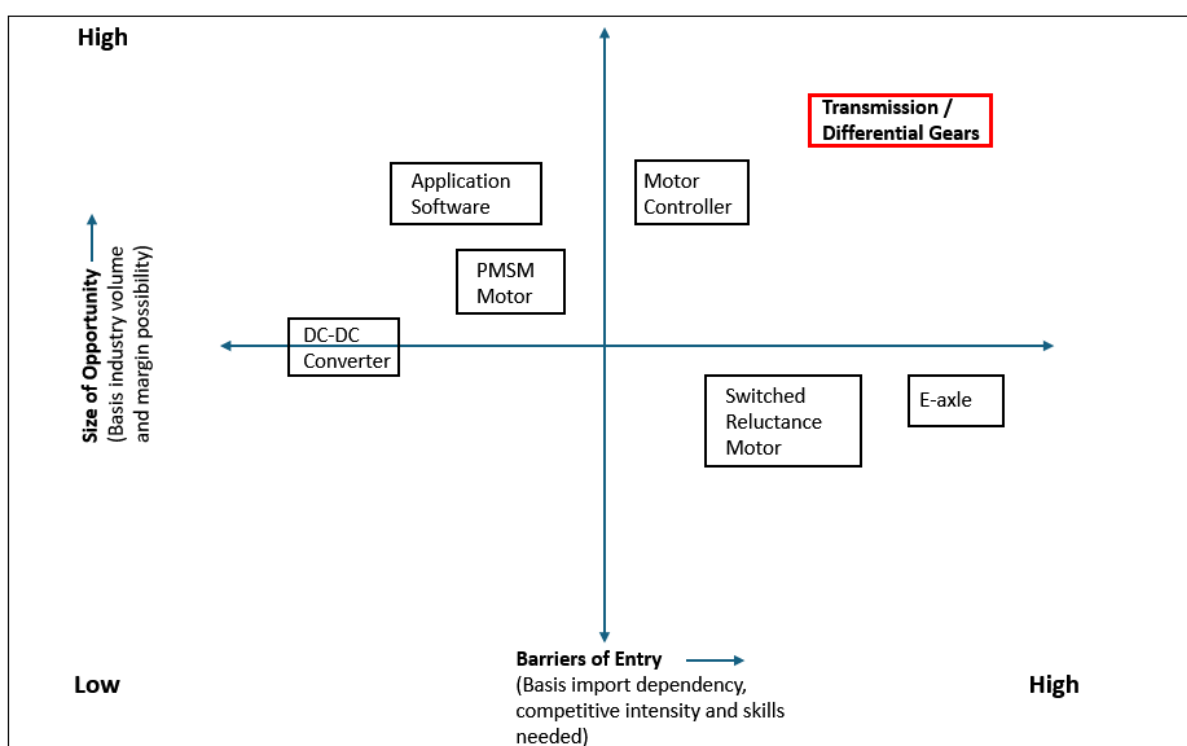 High
Transmission /
Differential Gears
Application
Software
Motor
Controller
PMSM
Motor
Size of Opportunity
(Basis industry volume
and margin possibility)
DC-DC
Converter
Switched
Reluctance
Motor
E-axle
Barriers of Entry
(Basis import dependency,
competitive intensity and skills
needed)
Low
High